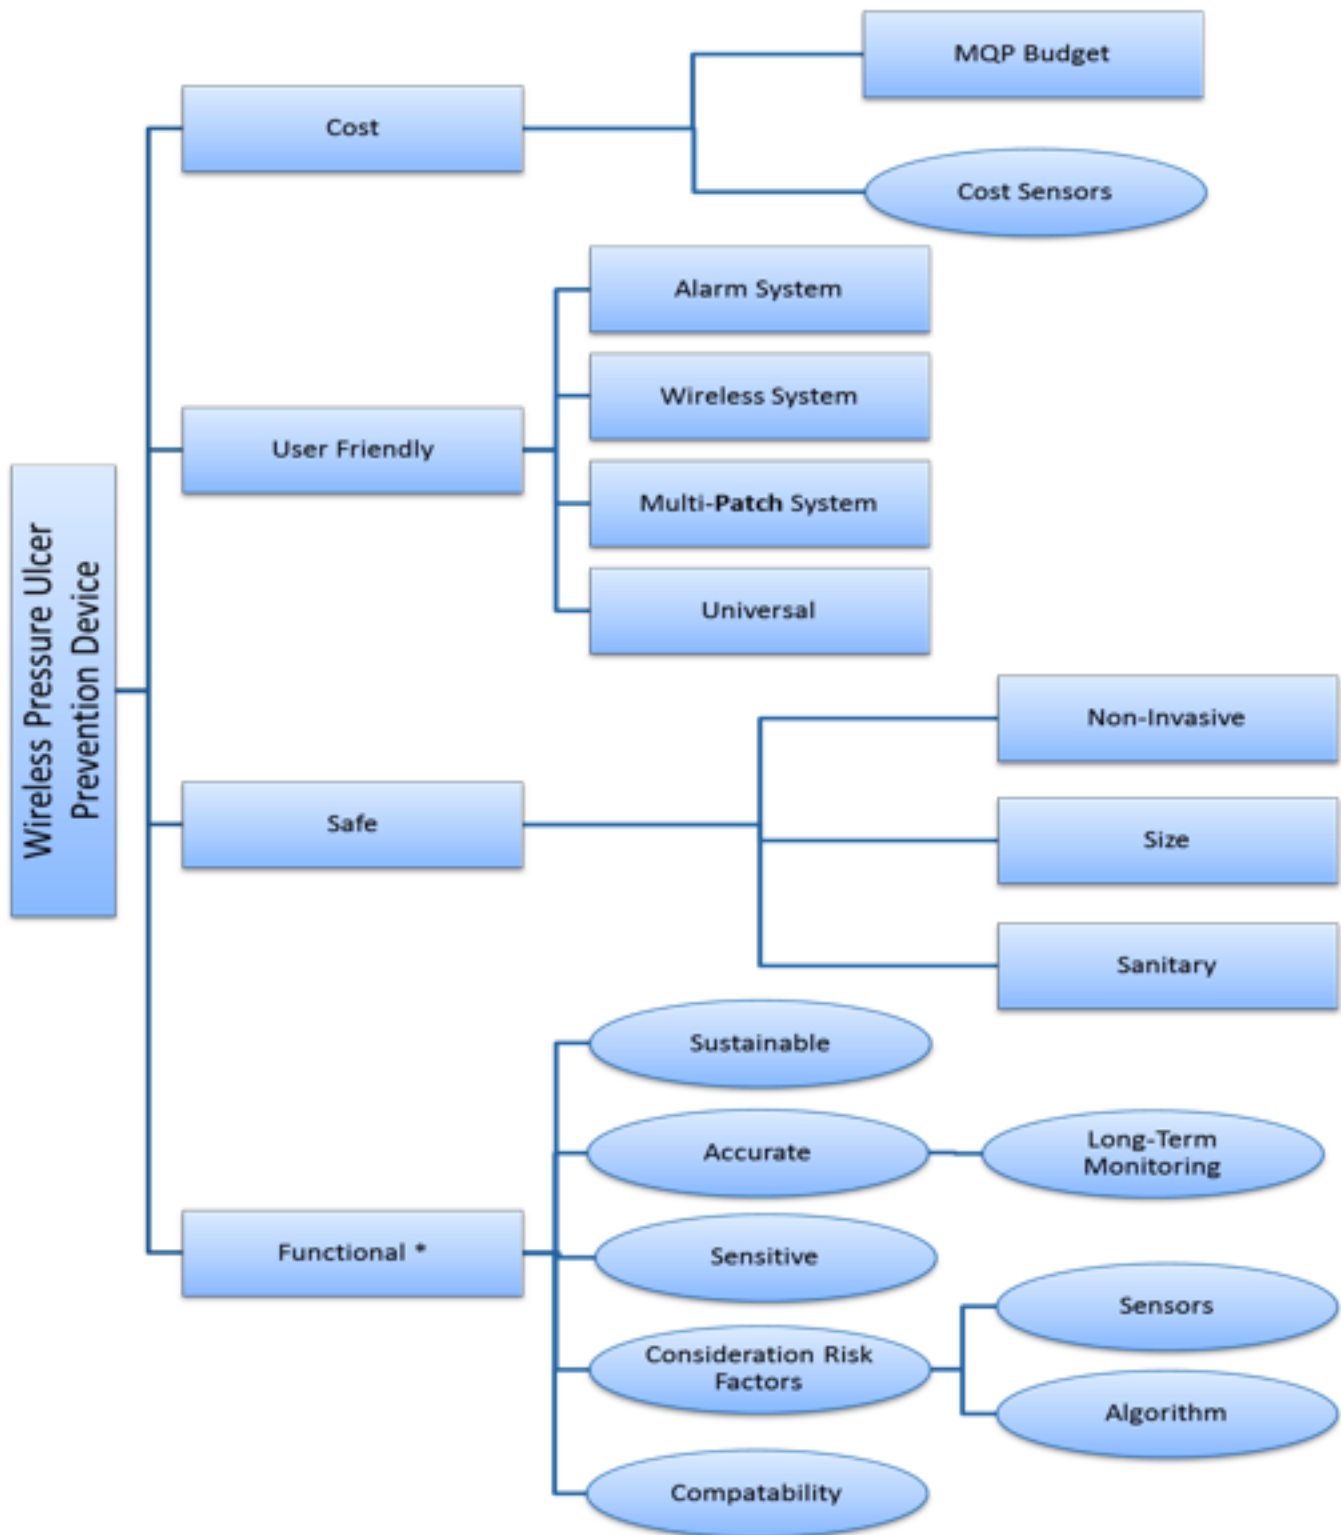 Wireless Pressure Ulcer
Prevention Device
Cost
MQP Budget
Cost Sensors
User Friendly
Alarm System
Wireless System
Multi-Patch System
Universal
Safe
Non-Invasive
Size
Sanitary
Functional *
Sustainable
Accurate
Long-Term
Monitoring
Sensitive
Consideration Risk
Factors
Sensors
Algorithm
Compatability